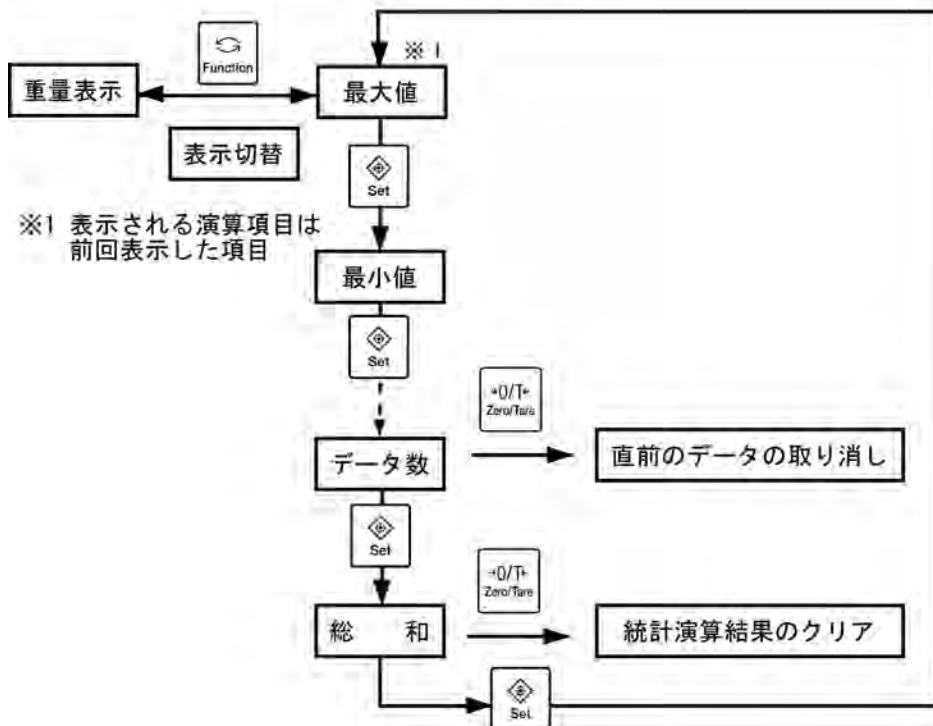 Function
※1
重量表示
最大値
表示切替
Set
※1 表示される演算項目は
前回表示した項目
最小値
Set
→0/T←
Zero/Tare
データ数
直前のデータの取り消し
Set
→0/T←
Zero/Tare
総 和
統計演算結果のクリア
Set